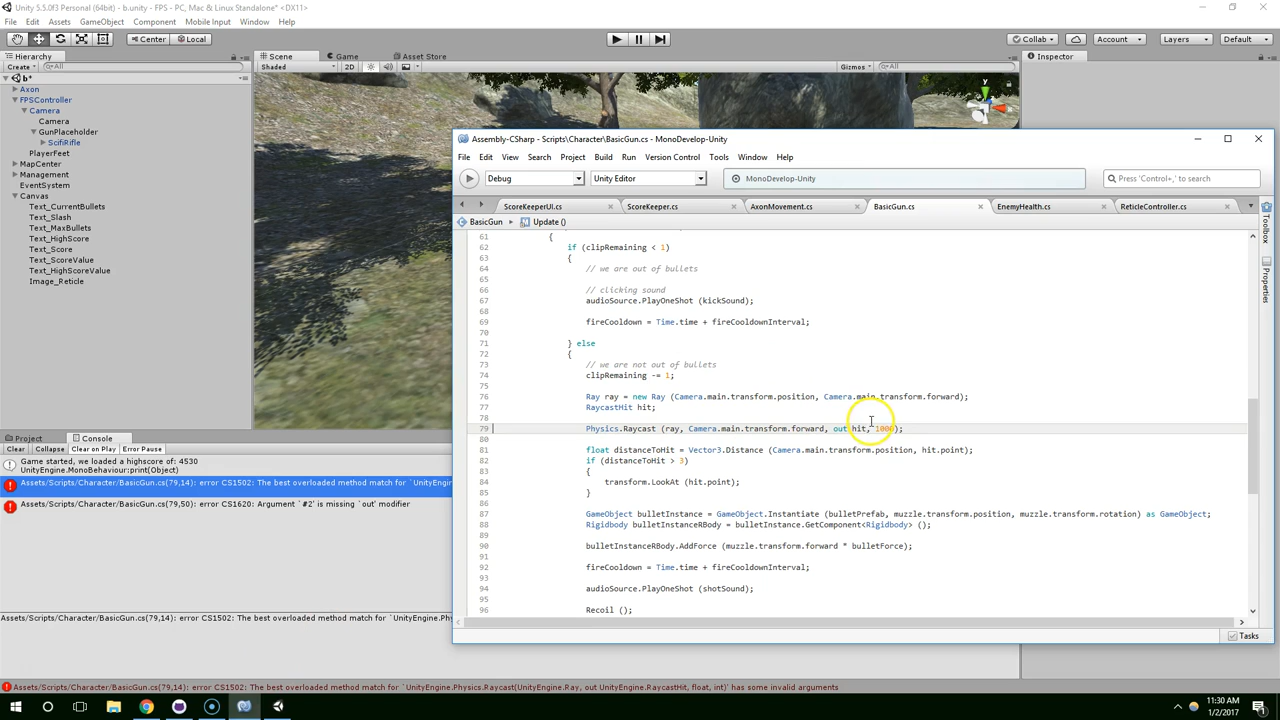 Unity 5.5.0f3 Personal (64bit) - b.unity - FPS - PC, Mac & Linux Standalone* <DX11>
File Edit Assets GameObject Component Mobile Input Window Help
Center Local Collab Account Layers Default
Hierarchy
Create All
b*
Axon
FPSController
Camera
Camera
GunPlaceholder
ScifiRifle
PlayerFeet
MapCenter
Management
EventSystem
Canvas
Text_CurrentBullets
Text_Slash
Text_MaxBullets
Text_HighScore
Text_Score
Text_ScoreValue
Text_HighScoreValue
Image_Reticle
Scene Game Asset Store
Shaded 2D Gizmos All
Inspector
y
Project Console
Clear Collapse Clear on Play Error Pause
Game started, we loaded a highscore of: 4530
UnityEngine.MonoBehaviour:print(Object)
Assets/Scripts/Character/BasicGun.cs(79,14): error CS1502: The best overloaded method match for `UnityEngine.Ph
Assets/Scripts/Character/BasicGun.cs(79,50): error CS1620: Argument `#2' is missing `out' modifier
Assets/Scripts/Character/BasicGun.cs(79,14): error CS1502: The best overloaded method match for `UnityEngine.Phy
Assets/Scripts/Character/BasicGun.cs(79,14): error CS1502: The best overloaded method match for `UnityEngine.Physics.Raycast(UnityEngine.Ray, out UnityEngine.RaycastHit, float, int)' has some invalid arguments
Assembly-CSharp - Scripts\Character\BasicGun.cs - MonoDevelop-Unity
File Edit View Search Project Build Run Version Control Tools Window Help
Debug Unity Editor MonoDevelop-Unity Press 'Control+,' to search
ScoreKeeperUI.cs ScoreKeeper.cs AxonMovement.cs BasicGun.cs EnemyHealth.cs ReticleController.cs
BasicGun Update ()
61 {
62 if (clipRemaining < 1)
63 {
64 // we are out of bullets
65
66 // clicking sound
67 audioSource.PlayOneShot (kickSound);
68
69 fireCooldown = Time.time + fireCooldownInterval;
70
71 } else
72 {
73 // we are not out of bullets
74 clipRemaining -= 1;
75
76 Ray ray = new Ray (Camera.main.transform.position, Camera.main.transform.forward);
77 RaycastHit hit;
78
79 Physics.Raycast (ray, Camera.main.transform.forward, out hit, 1000);
80
81 float distanceToHit = Vector3.Distance (Camera.main.transform.position, hit.point);
82 if (distanceToHit > 3)
83 {
84 transform.LookAt (hit.point);
85 }
86
87 GameObject bulletInstance = GameObject.Instantiate (bulletPrefab, muzzle.transform.position, muzzle.transform.rotation) as GameObject;
88 Rigidbody bulletInstanceRBody = bulletInstance.GetComponent<Rigidbody> ();
89
90 bulletInstanceRBody.AddForce (muzzle.transform.forward * bulletForce);
91
92 fireCooldown = Time.time + fireCooldownInterval;
93
94 audioSource.PlayOneShot (shotSound);
95
96 Recoil ();
Toolbox
Properties
Tasks
11:30 AM
1/2/2017